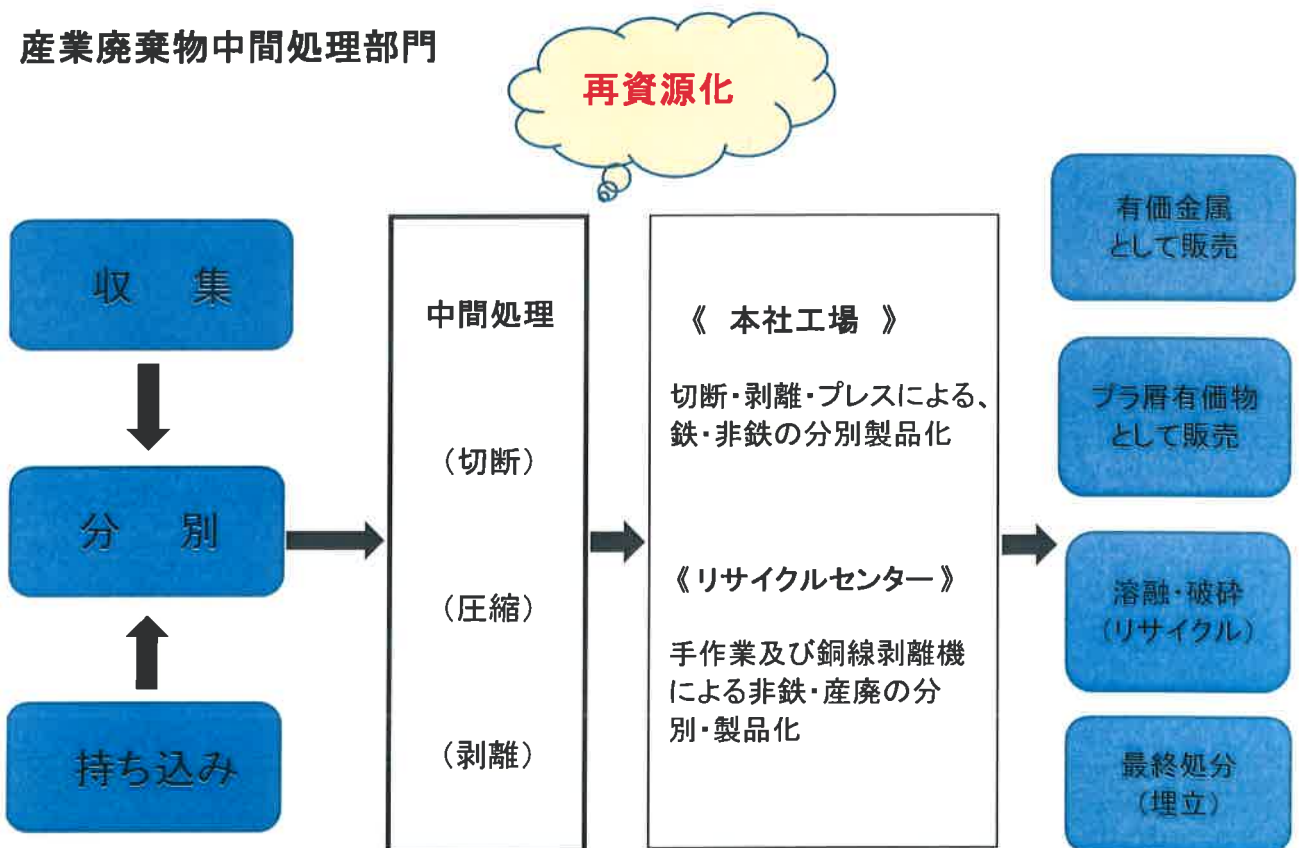 産業廃棄物中間処理部門
再資源化
収　集
分　別
持ち込み
中間処理
（切断）
（圧縮）
（剥離）
《 本社工場 》
切断・剥離・プレスによる、
鉄・非鉄の分別製品化
《リサイクルセンター》
手作業及び銅線剥離機
による非鉄・産廃の分
別・製品化
有価金属
として販売
プラ屑有価物
として販売
溶融・破砕
（リサイクル）
最終処分
（埋立）